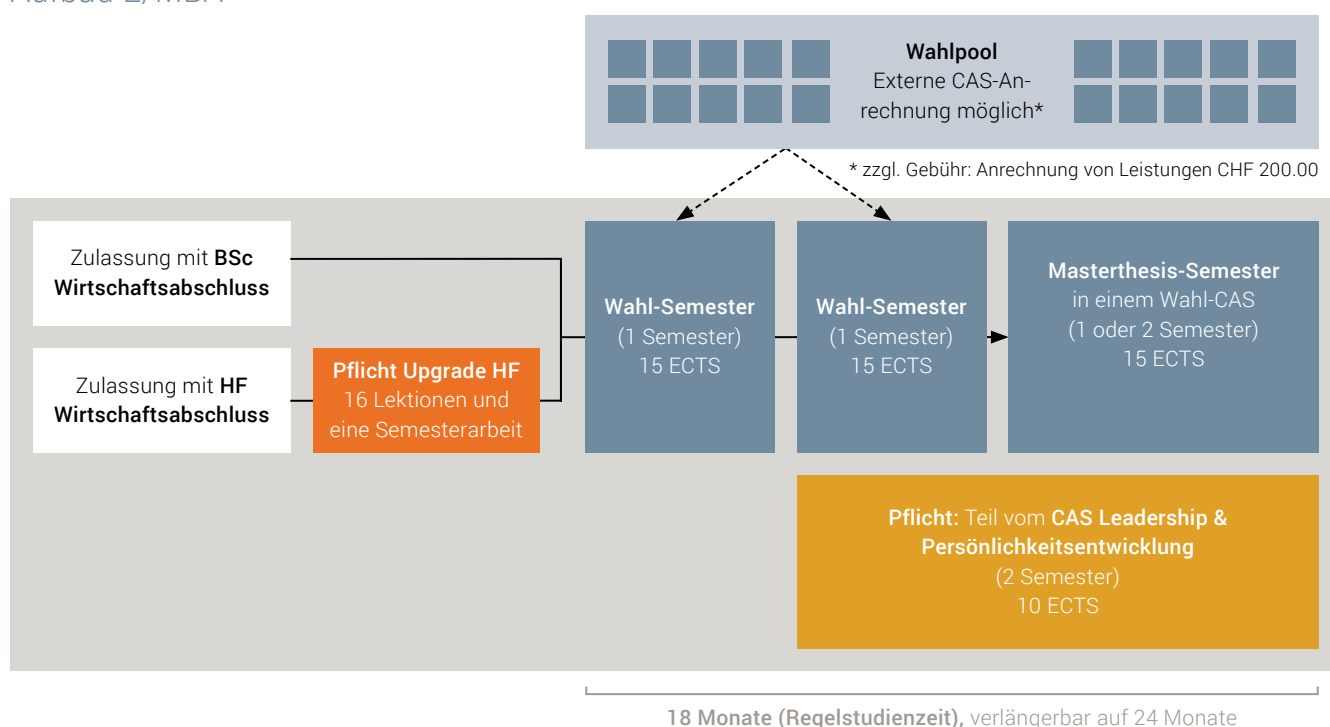 Wahlpool
Externe CAS-An-
rechnung möglich*
* zzgl. Gebühr: Anrechnung von Leistungen CHF 200.00
Zulassung mit BSc
Wirtschaftsabschluss
Zulassung mit HF
Wirtschaftsabschluss
Pflicht Upgrade HF
16 Lektionen und
eine Semesterarbeit
Wahl-Semester
(1 Semester)
15 ECTS
Wahl-Semester
(1 Semester)
15 ECTS
Masterthesis-Semester
in einem Wahl-CAS
(1 oder 2 Semester)
15 ECTS
Pflicht: Teil vom CAS Leadership &
Persönlichkeitsentwicklung
(2 Semester)
10 ECTS
18 Monate (Regelstudienzeit), verlängerbar auf 24 Monate